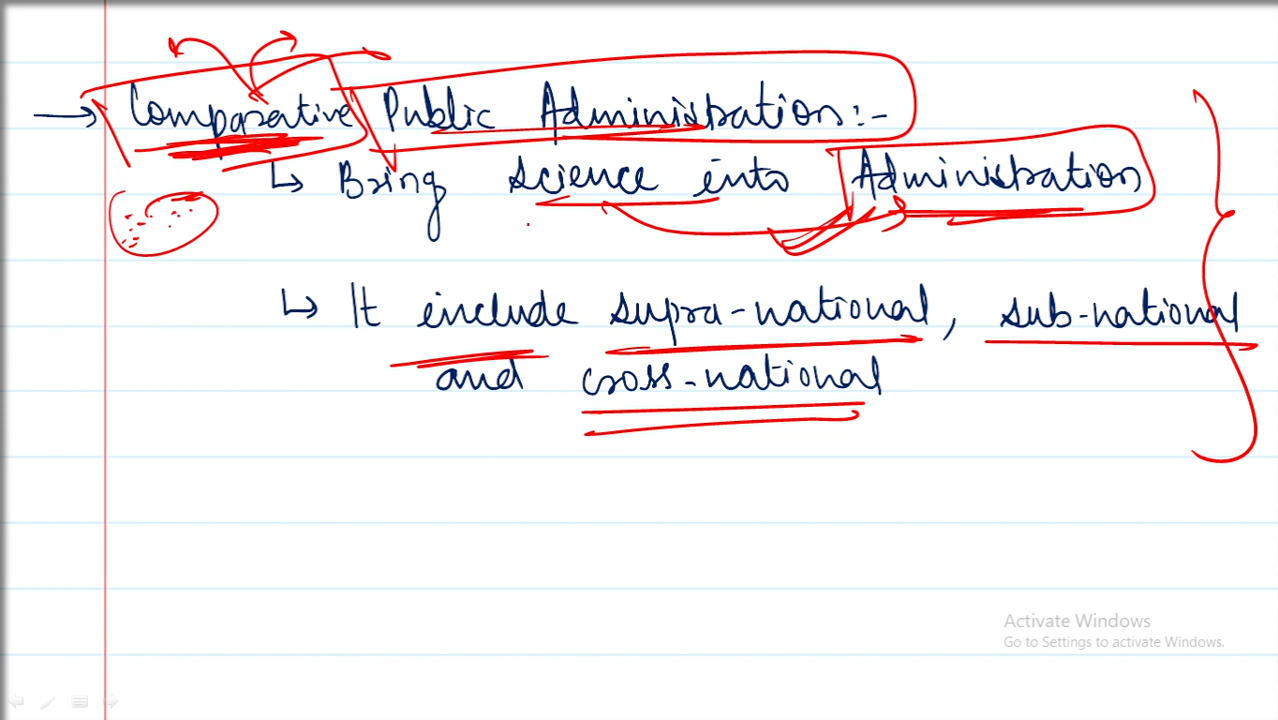 → Comparative Public Administration:-
↳ Bring science into Administration
↳ It include supra-national, sub-national
and cross-national
Activate Windows
Go to Settings to activate Windows.